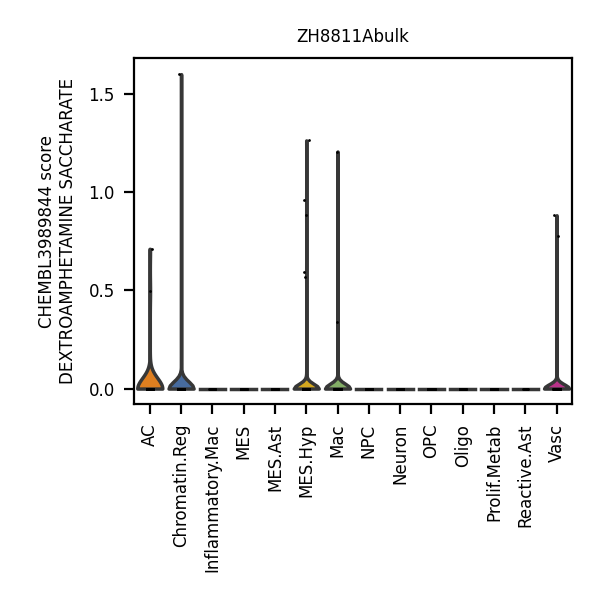 ZH8811Abulk
CHEMBL3989844 score
DEXTROAMPHETAMINE SACCHARATE
1.5
1.0
0.5
0.0
AC
Chromatin.Reg
Inflammatory.Mac
MES
MES.Ast
MES.Hyp
Mac
NPC
Neuron
OPC
Oligo
Prolif.Metab
Reactive.Ast
Vasc